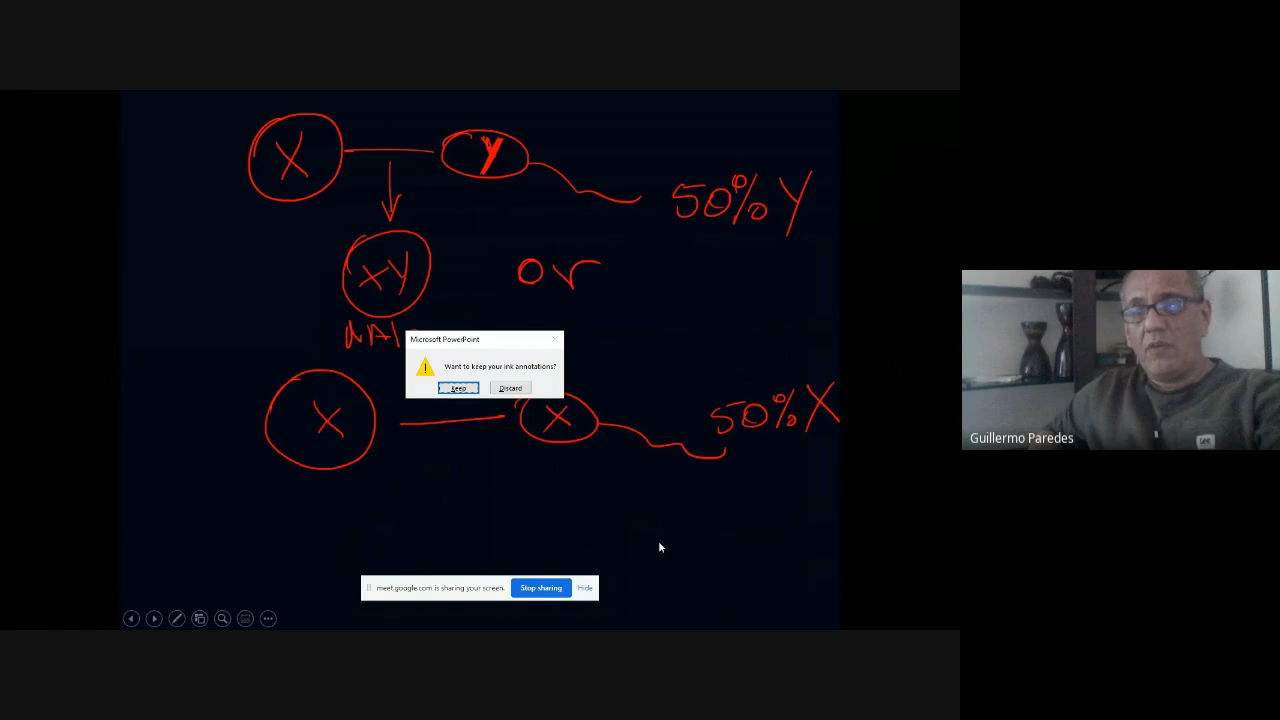 X
Y
50% Y
XY
or
Microsoft PowerPoint
Want to keep your ink annotations?
Keep
Discard
X
X
50% X
Guillermo Paredes
meet.google.com is sharing your screen.
Stop sharing
Hide